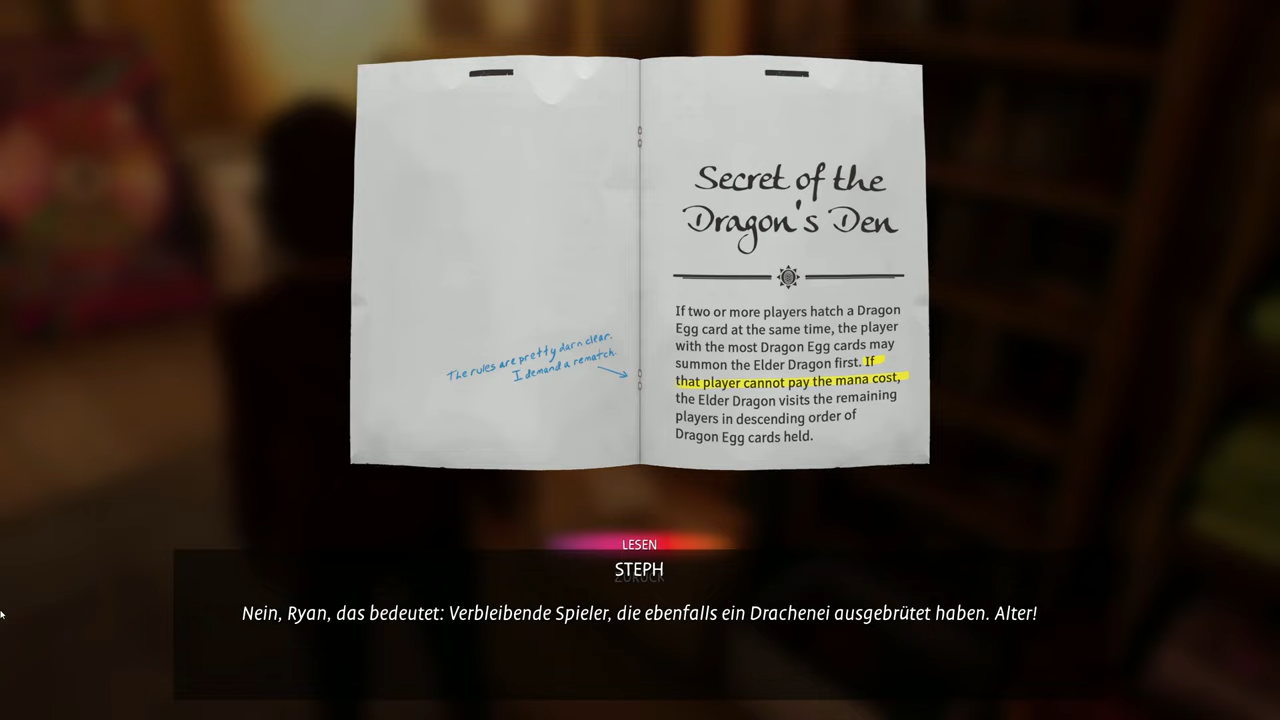 The rules are pretty darn clear.
I demand a rematch.
Secret of the
Dragon's Den
If two or more players hatch a Dragon
Egg card at the same time, the player
with the most Dragon Egg cards may
summon the Elder Dragon first. If
that player cannot pay the mana cost,
the Elder Dragon visits the remaining
players in descending order of
Dragon Egg cards held.
LESEN
STEPH
ZURÜCK
Nein, Ryan, das bedeutet: Verbleibende Spieler, die ebenfalls ein Drachenei ausgebrütet haben. Alter!